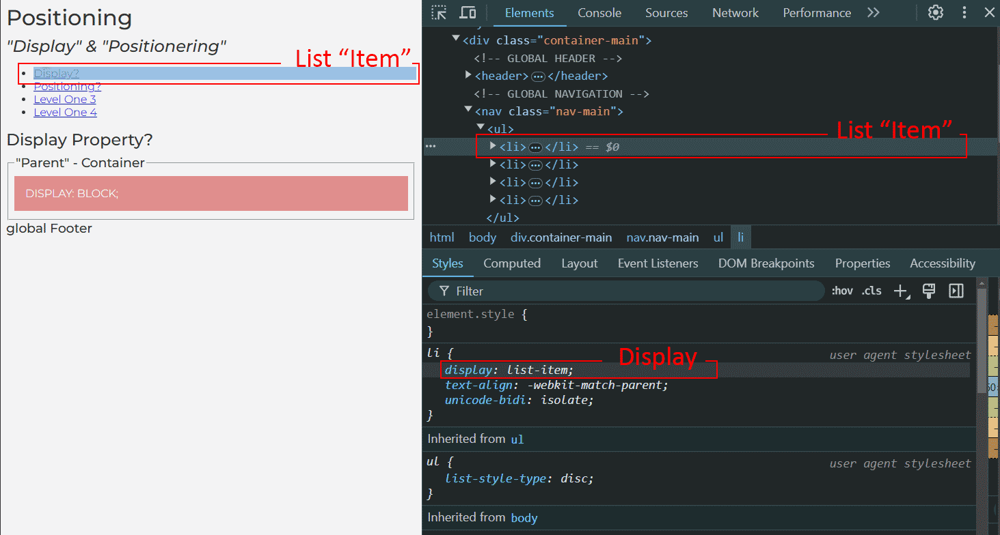 Positioning
"Display" & "Positionering"
List “Item”
Display?
Positioning?
Level One 3
Level One 4
Display Property?
"Parent" - Container
DISPLAY: BLOCK;
global Footer
Elements Console Sources Network Performance
<div class="container-main">
<!-- GLOBAL HEADER -->
<header> </header>
<!-- GLOBAL NAVIGATION -->
<nav class="nav-main">
<ul>
List “Item”
<li> </li> == $0
<li> </li>
<li> </li>
<li> </li>
</ul>
html body div.container-main nav.nav-main ul li
Styles Computed Layout Event Listeners DOM Breakpoints Properties Accessibility
Filter :hov .cls
element.style {
}
li { user agent stylesheet
Display
display: list-item;
text-align: -webkit-match-parent;
unicode-bidi: isolate;
}
Inherited from ul
ul { user agent stylesheet
list-style-type: disc;
}
Inherited from body